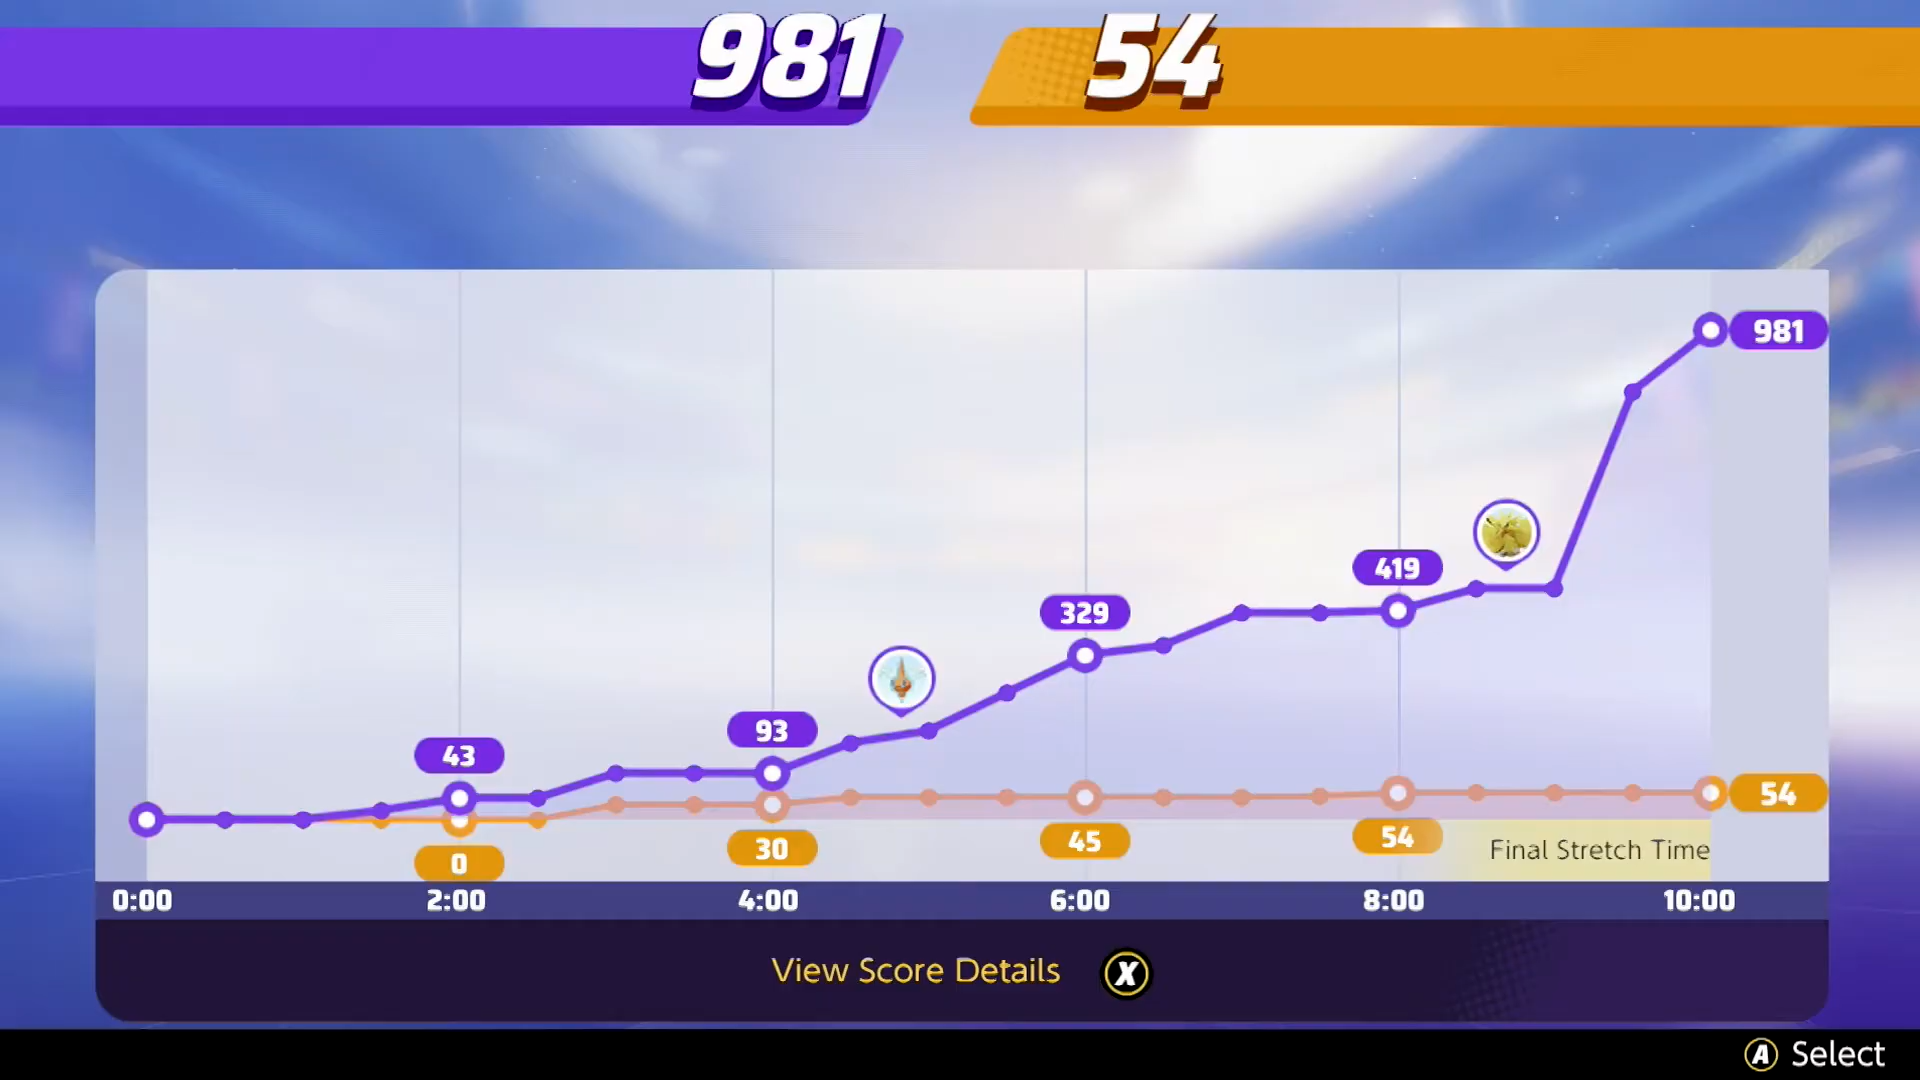 981 54
981
419
329
93
43
54
0
30
45
54
Final Stretch Time
0:00 2:00 4:00 6:00 8:00 10:00
View Score Details X
A Select